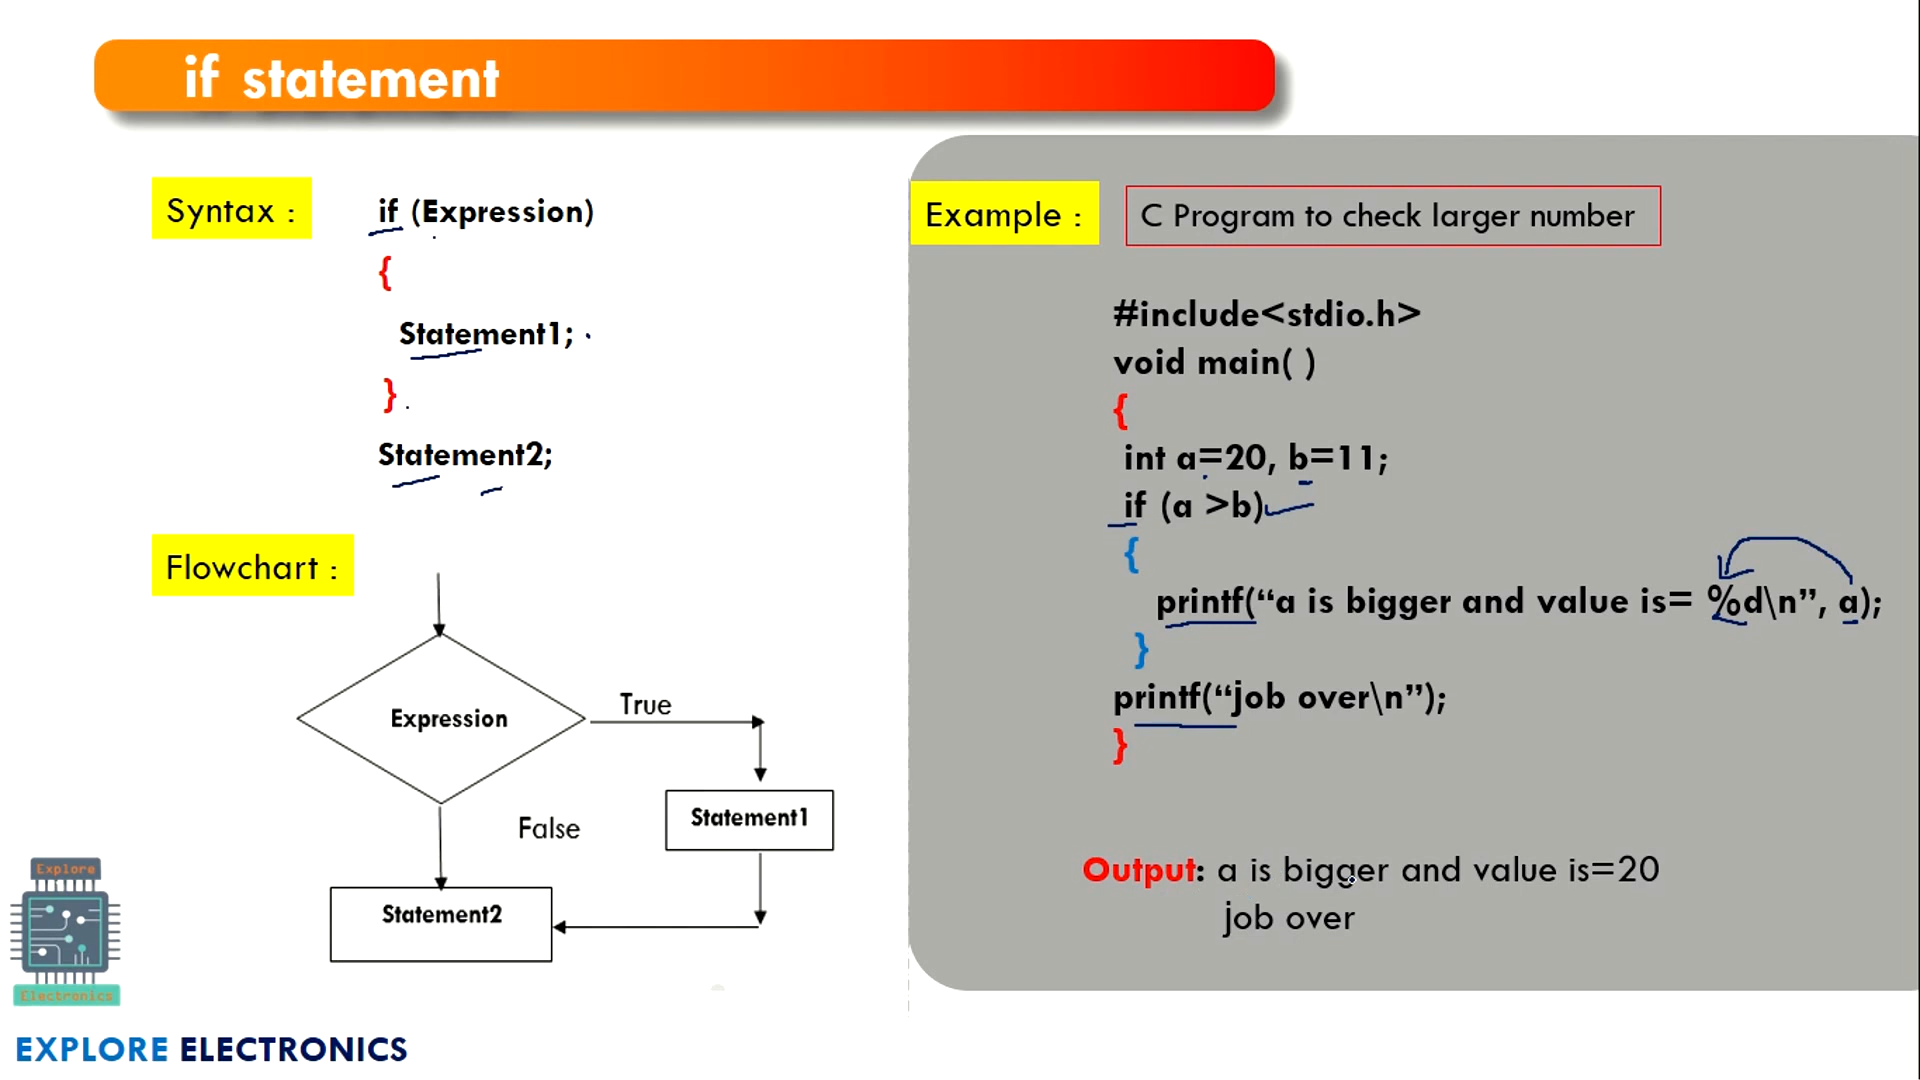 if statement
Syntax :
if (Expression)
{
Statement1;
}
Statement2;
Flowchart :
Expression
True
False
Statement1
Statement2
Example :
C Program to check larger number
#include<stdio.h>
void main( )
{
int a=20, b=11;
if (a >b)
{
printf(“a is bigger and value is= %d\n”, a);
}
printf(“job over\n”);
}
Output: a is bigger and value is=20
job over
Explore
Electronics
EXPLORE ELECTRONICS